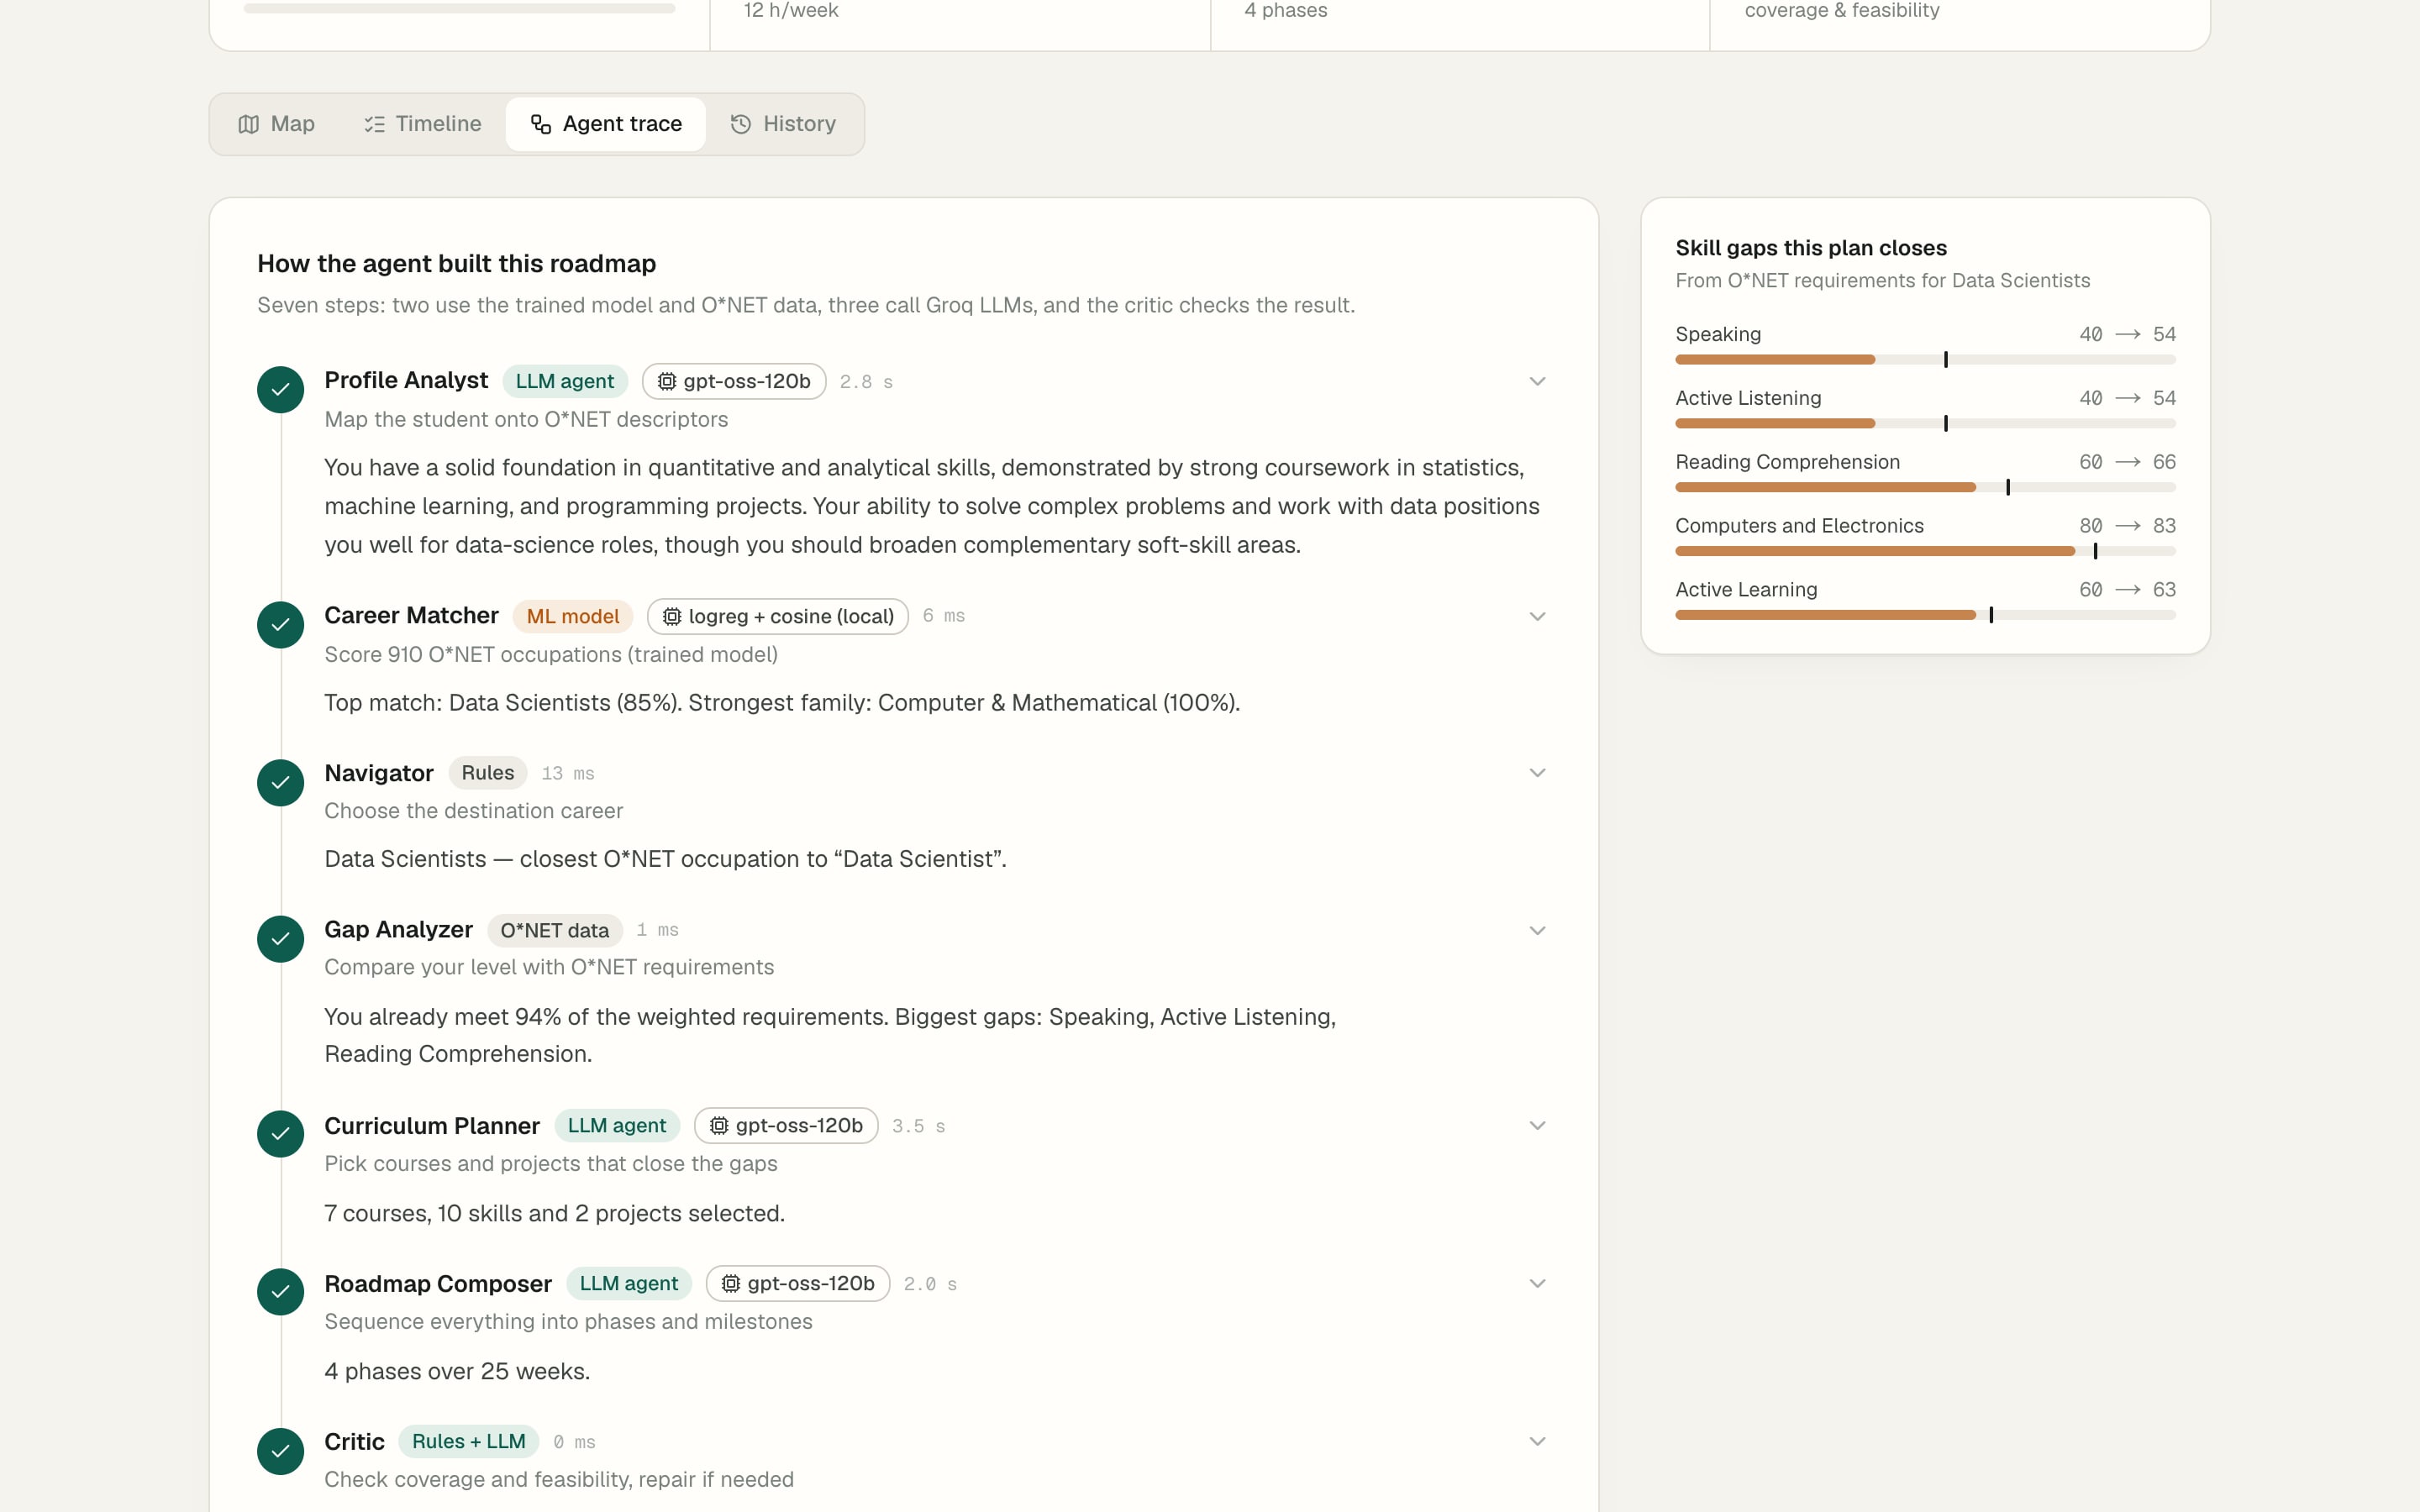 12 h/week
4 phases
coverage & feasibility
Map
Timeline
Agent trace
History
How the agent built this roadmap
Seven steps: two use the trained model and O*NET data, three call Groq LLMs, and the critic checks the result.
Profile Analyst LLM agent gpt-oss-120b 2.8 s
Map the student onto O*NET descriptors
You have a solid foundation in quantitative and analytical skills, demonstrated by strong coursework in statistics,
machine learning, and programming projects. Your ability to solve complex problems and work with data positions
you well for data-science roles, though you should broaden complementary soft-skill areas.
Career Matcher ML model logreg + cosine (local) 6 ms
Score 910 O*NET occupations (trained model)
Top match: Data Scientists (85%). Strongest family: Computer & Mathematical (100%).
Navigator Rules 13 ms
Choose the destination career
Data Scientists — closest O*NET occupation to “Data Scientist”.
Gap Analyzer O*NET data 1 ms
Compare your level with O*NET requirements
You already meet 94% of the weighted requirements. Biggest gaps: Speaking, Active Listening,
Reading Comprehension.
Curriculum Planner LLM agent gpt-oss-120b 3.5 s
Pick courses and projects that close the gaps
7 courses, 10 skills and 2 projects selected.
Roadmap Composer LLM agent gpt-oss-120b 2.0 s
Sequence everything into phases and milestones
4 phases over 25 weeks.
Critic Rules + LLM 0 ms
Check coverage and feasibility, repair if needed
Skill gaps this plan closes
From O*NET requirements for Data Scientists
Speaking 40 → 54
Active Listening 40 → 54
Reading Comprehension 60 → 66
Computers and Electronics 80 → 83
Active Learning 60 → 63